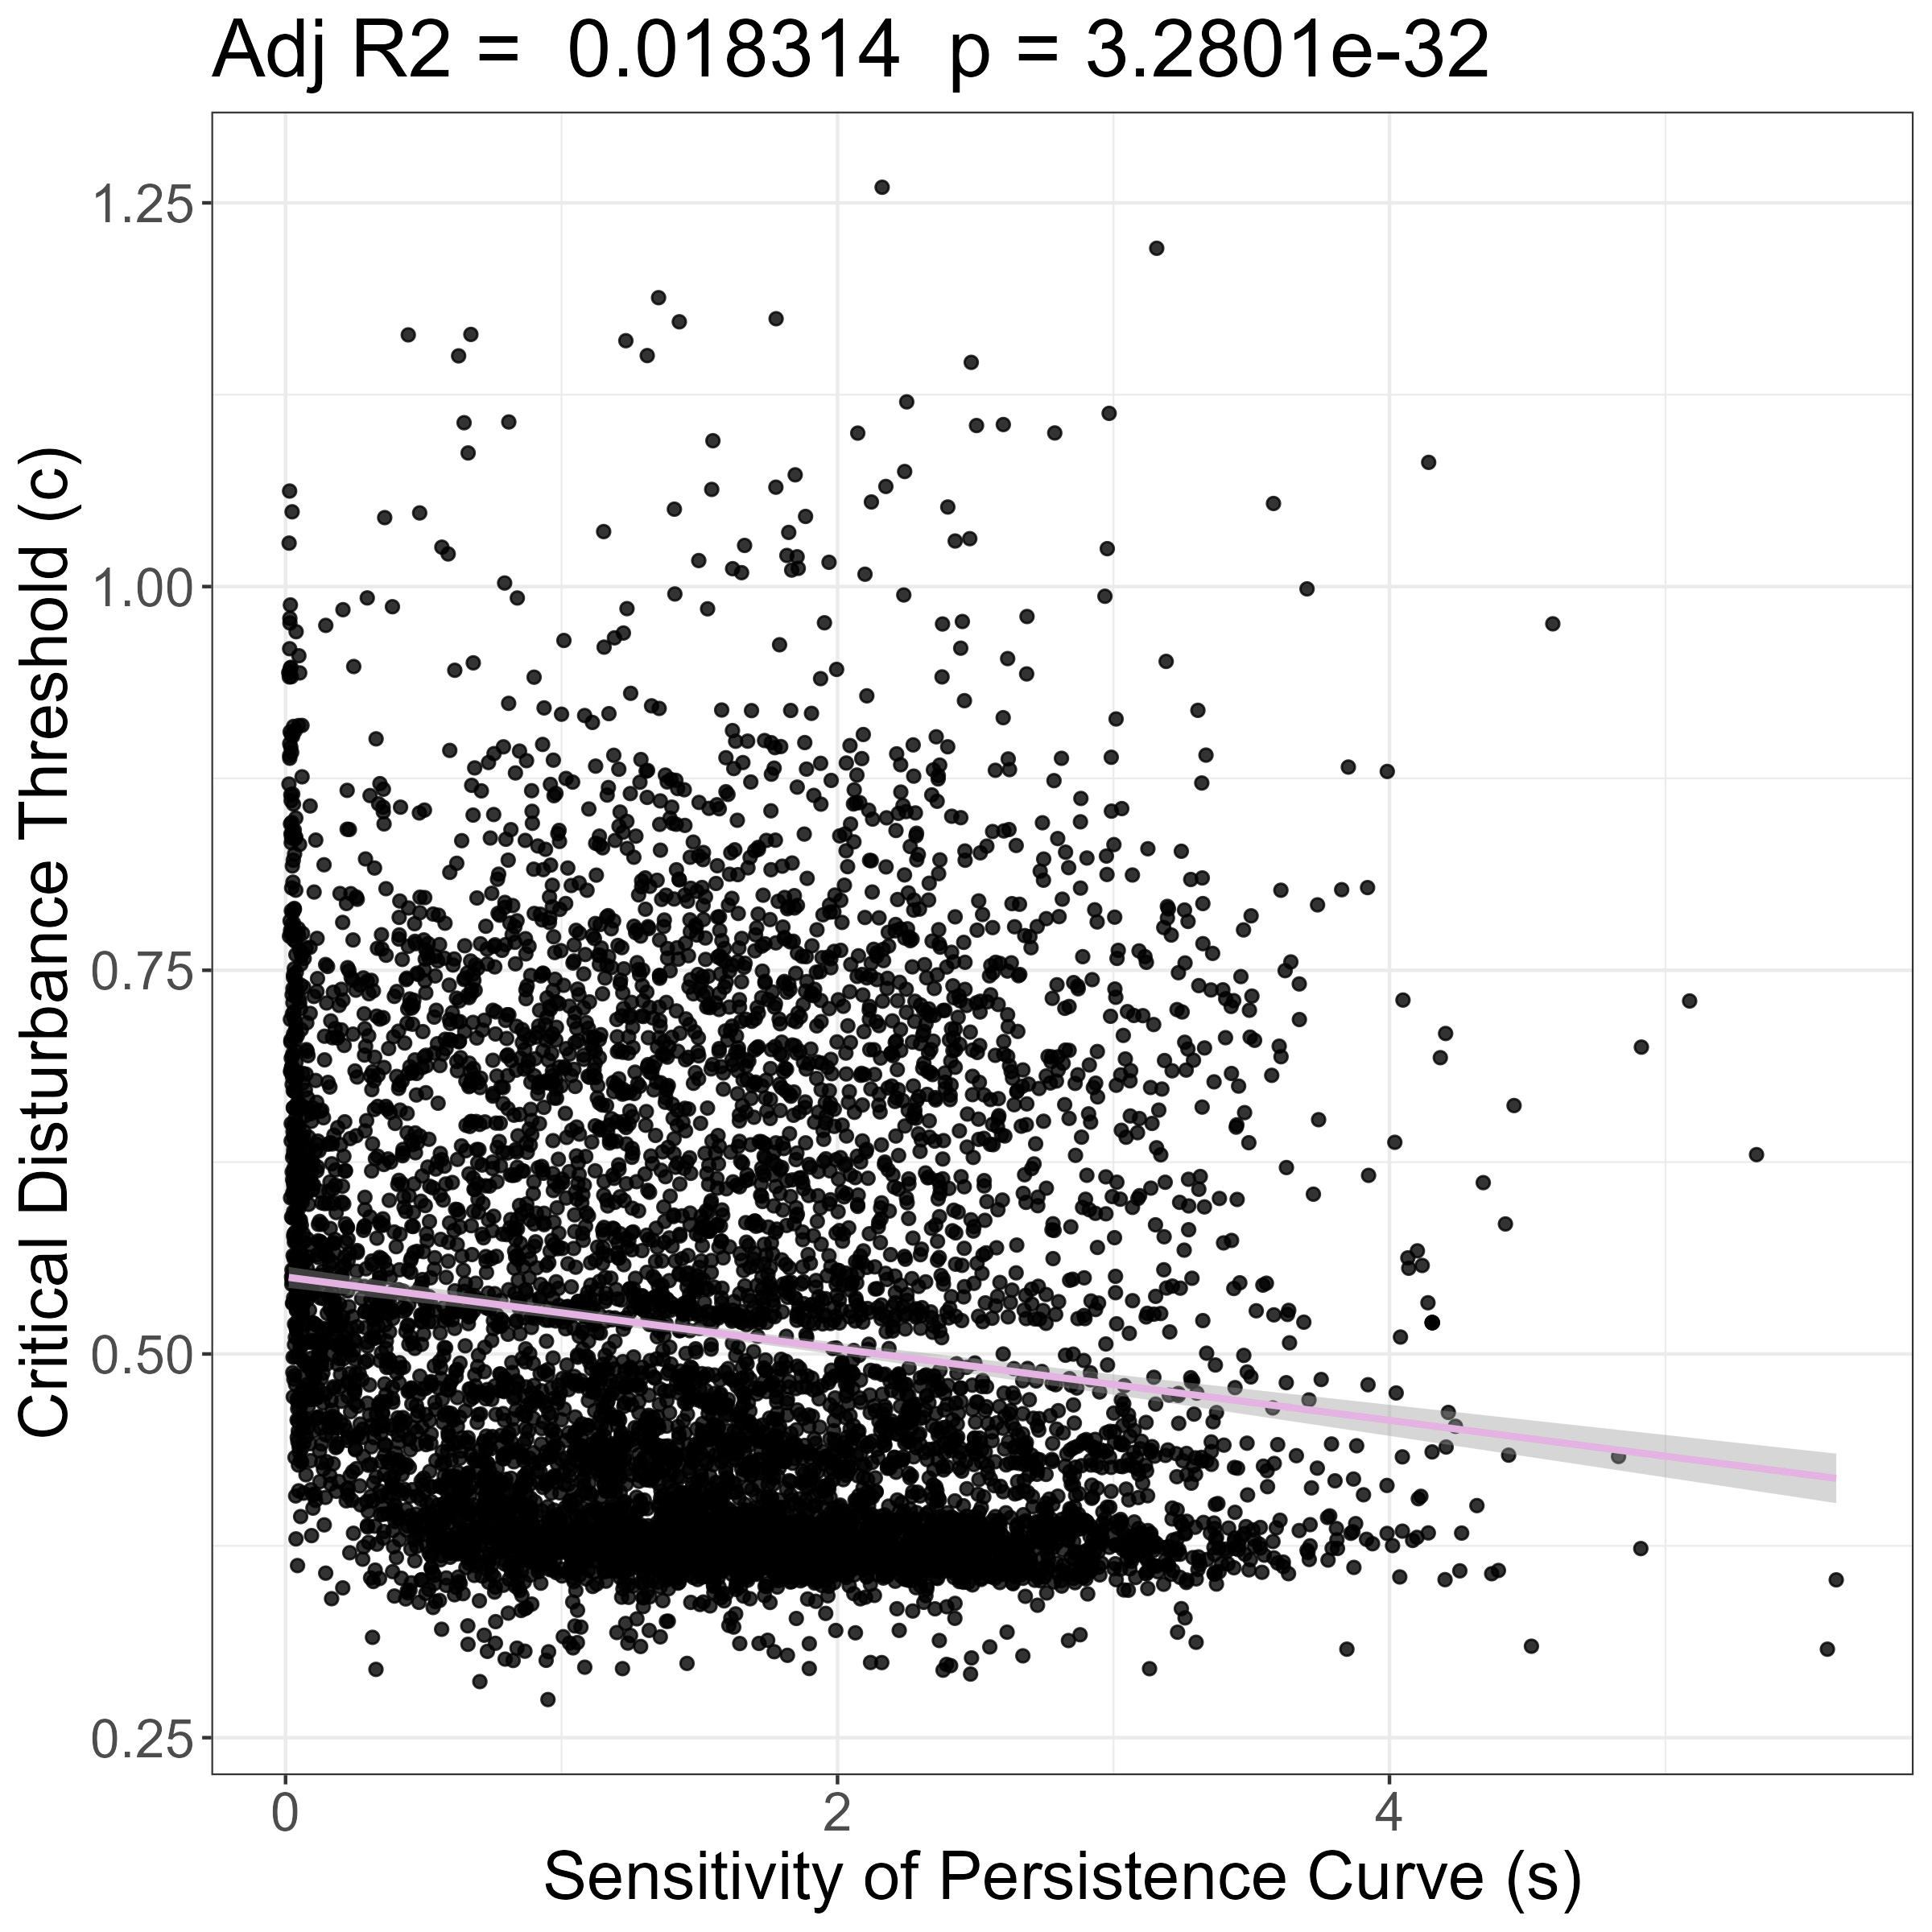 Adj R2 =  0.018314  p = 3.2801e-32
Critical Disturbance Threshold (c)
1.25
1.00
0.75
0.50
0.25
0 2 4
Sensitivity of Persistence Curve (s)